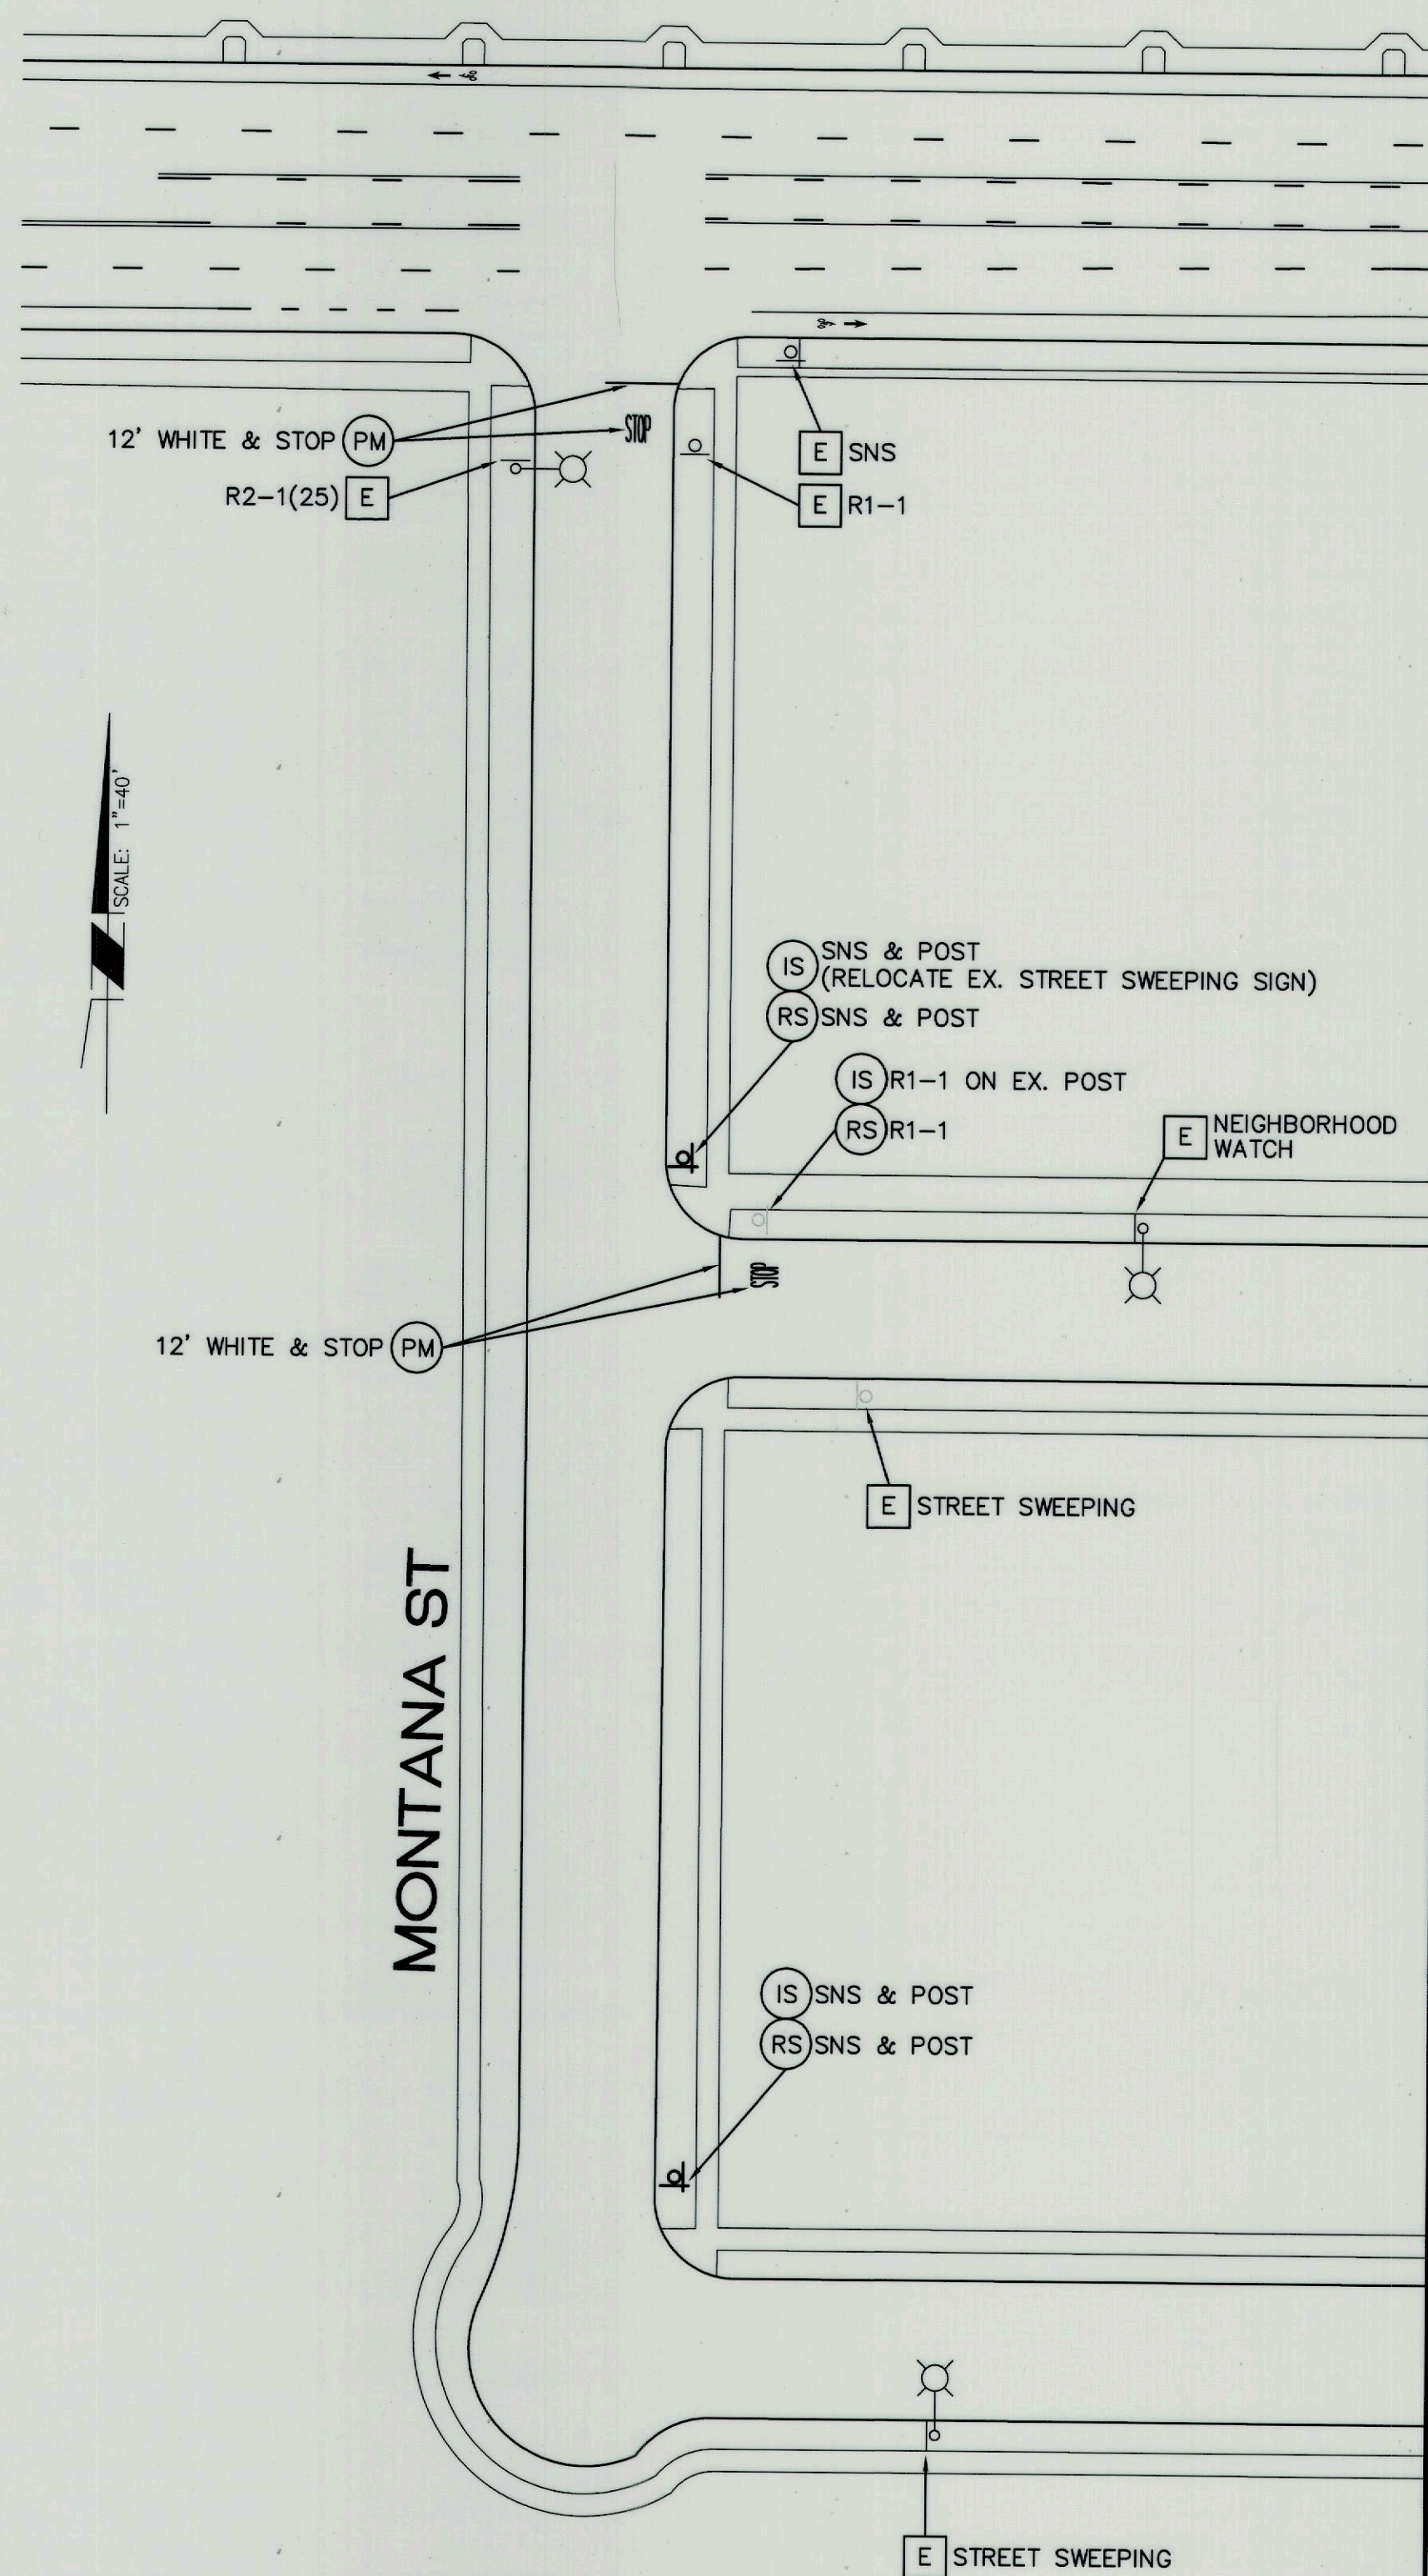 12' WHITE & STOP PM
STOP
E SNS
R2-1(25) E
E R1-1
SCALE: 1"=40'
IS SNS & POST
(RELOCATE EX. STREET SWEEPING SIGN)
RS SNS & POST
IS R1-1 ON EX. POST
RS R1-1
E NEIGHBORHOOD
WATCH
STOP
12' WHITE & STOP PM
E STREET SWEEPING
MONTANA ST
IS SNS & POST
RS SNS & POST
E STREET SWEEPING